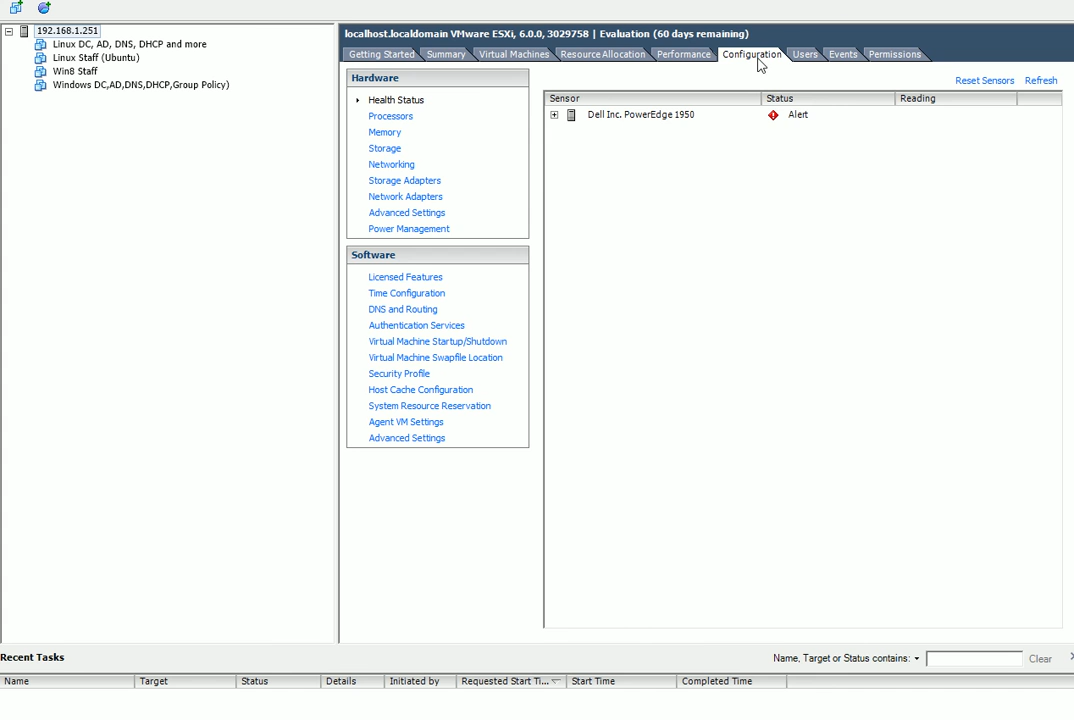 192.168.1.251
Linux DC, AD, DNS, DHCP and more
Linux Staff (Ubuntu)
Win8 Staff
Windows DC,AD,DNS,DHCP,Group Policy)
localhost.localdomain VMware ESXi, 6.0.0, 3029758 | Evaluation (60 days remaining)
Getting Started Summary Virtual Machines Resource Allocation Performance Configuration Users Events Permissions
Hardware
Health Status
Processors
Memory
Storage
Networking
Storage Adapters
Network Adapters
Advanced Settings
Power Management
Software
Licensed Features
Time Configuration
DNS and Routing
Authentication Services
Virtual Machine Startup/Shutdown
Virtual Machine Swapfile Location
Security Profile
Host Cache Configuration
System Resource Reservation
Agent VM Settings
Advanced Settings
Reset Sensors Refresh
Sensor Status Reading
Dell Inc. PowerEdge 1950 Alert
Recent Tasks
Name, Target or Status contains: Clear
Name Target Status Details Initiated by Requested Start Ti... Start Time Completed Time